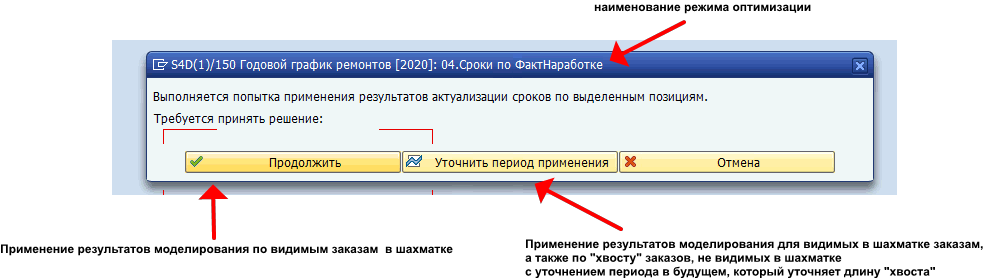 наименование режима оптимизации
S4D(1)/150 Годовой график ремонтов [2020]: 04.Сроки по ФактНаработке
Выполняется попытка применения результатов актуализации сроков по выделенным позициям.
Требуется принять решение:
Продолжить
Уточнить период применения
Отмена
Применение результатов моделирования по видимым заказам в шахматке
Применение результатов моделирования для видимых в шахматке заказам,
а также по "хвосту" заказов, не видимых в шахматке
с уточнением периода в будущем, который уточняет длину "хвоста"